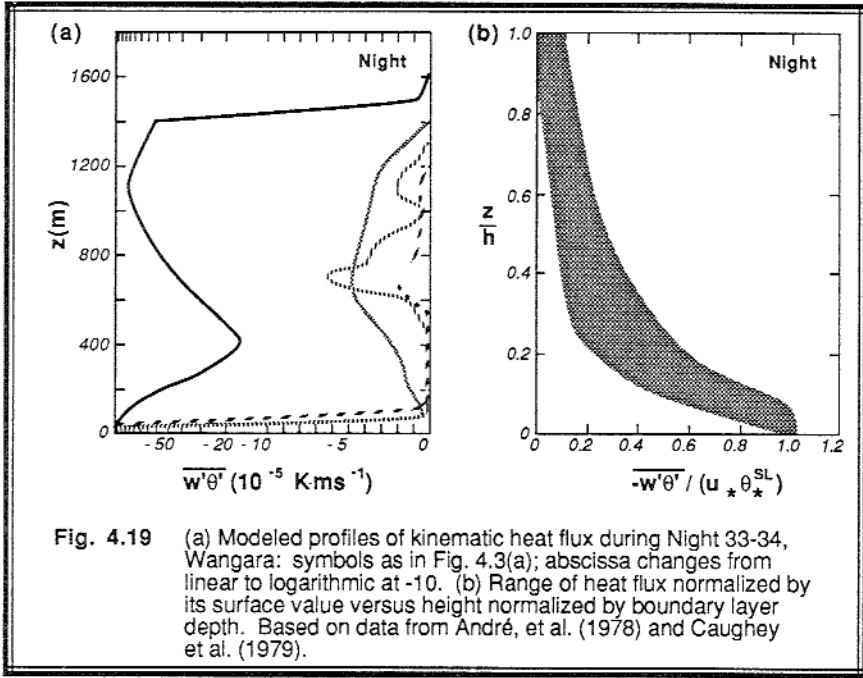 (a)
Night
1600
1200
800
400
0
z(m)
-50 -20 -10 -5 0
w'θ' (10 -5 K·ms -1)
(b)
Night
1.0
0.8
0.6
0.4
0.2
0
z/h
0 0.2 0.4 0.6 0.8 1.0 1.2
-w'θ' / (u * θ * SL)
Fig. 4.19 (a) Modeled profiles of kinematic heat flux during Night 33-34,
Wangara: symbols as in Fig. 4.3(a); abscissa changes from
linear to logarithmic at -10. (b) Range of heat flux normalized by
its surface value versus height normalized by boundary layer
depth. Based on data from André, et al. (1978) and Caughey
et al. (1979).